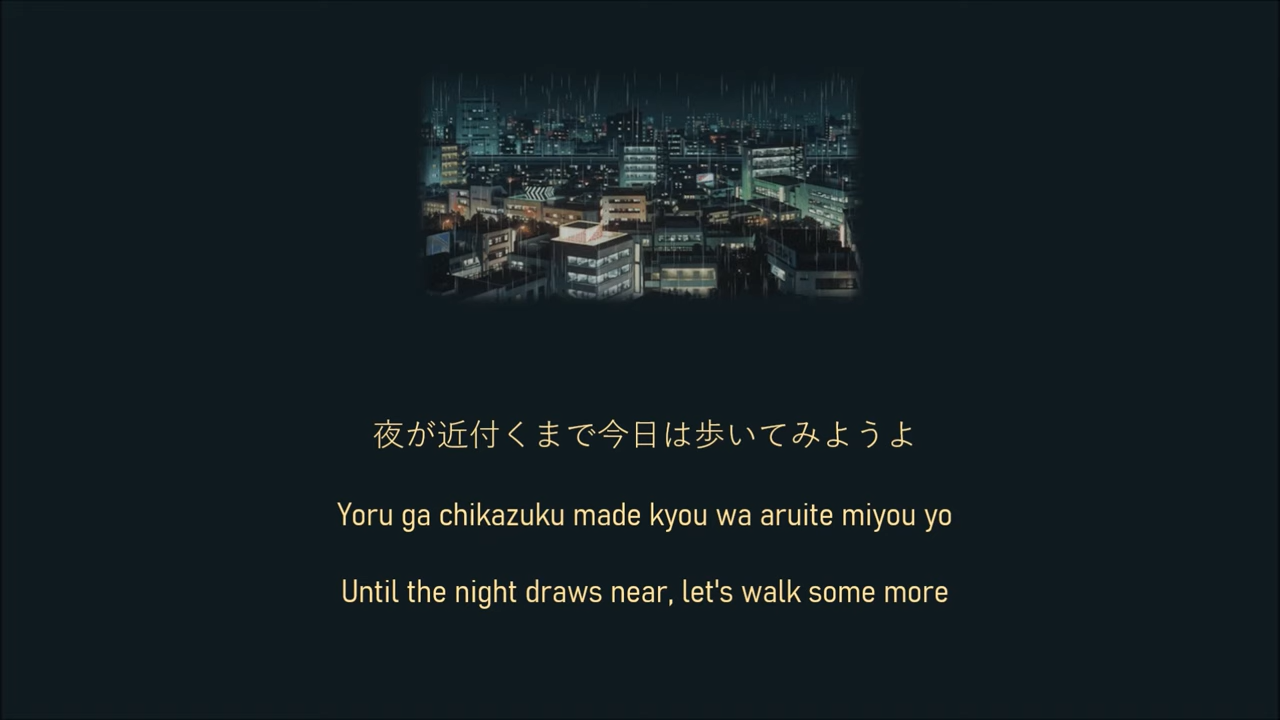 夜が近付くまで今日は歩いてみようよ
Yoru ga chikazuku made kyou wa aruite miyou yo
Until the night draws near, let's walk some more